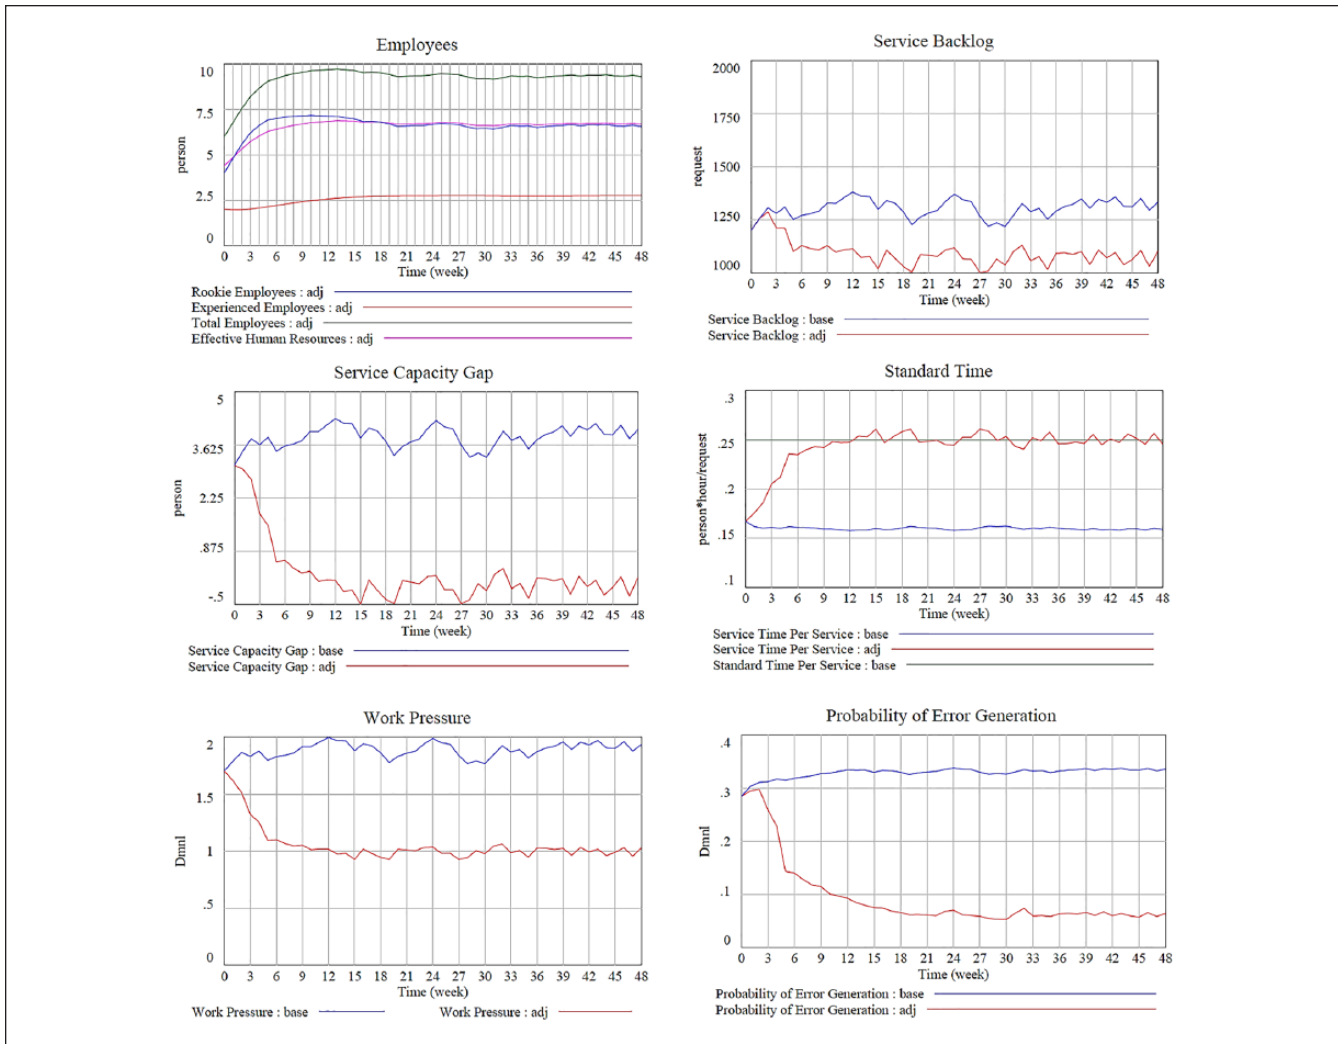 Employees
10
7.5
5
2.5
0
person
0 3 6 9 12 15 18 21 24 27 30 33 36 39 42 45 48
Time (week)
Rookie Employees : adj
Experienced Employees : adj
Total Employees : adj
Effective Human Resources : adj
Service Backlog
2000
1750
1500
1250
1000
request
0 3 6 9 12 15 18 21 24 27 30 33 36 39 42 45 48
Time (week)
Service Backlog : base
Service Backlog : adj
Service Capacity Gap
5
3.625
2.25
.875
-.5
person
0 3 6 9 12 15 18 21 24 27 30 33 36 39 42 45 48
Time (week)
Service Capacity Gap : base
Service Capacity Gap : adj
Standard Time
.3
.25
.2
.15
.1
person*hour/request
0 3 6 9 12 15 18 21 24 27 30 33 36 39 42 45 48
Time (week)
Service Time Per Service : base
Service Time Per Service : adj
Standard Time Per Service : base
Work Pressure
2
1.5
1
.5
0
Dmnl
0 3 6 9 12 15 18 21 24 27 30 33 36 39 42 45 48
Time (week)
Work Pressure : base Work Pressure : adj
Probability of Error Generation
.4
.3
.2
.1
0
Dmnl
0 3 6 9 12 15 18 21 24 27 30 33 36 39 42 45 48
Time (week)
Probability of Error Generation : base
Probability of Error Generation : adj